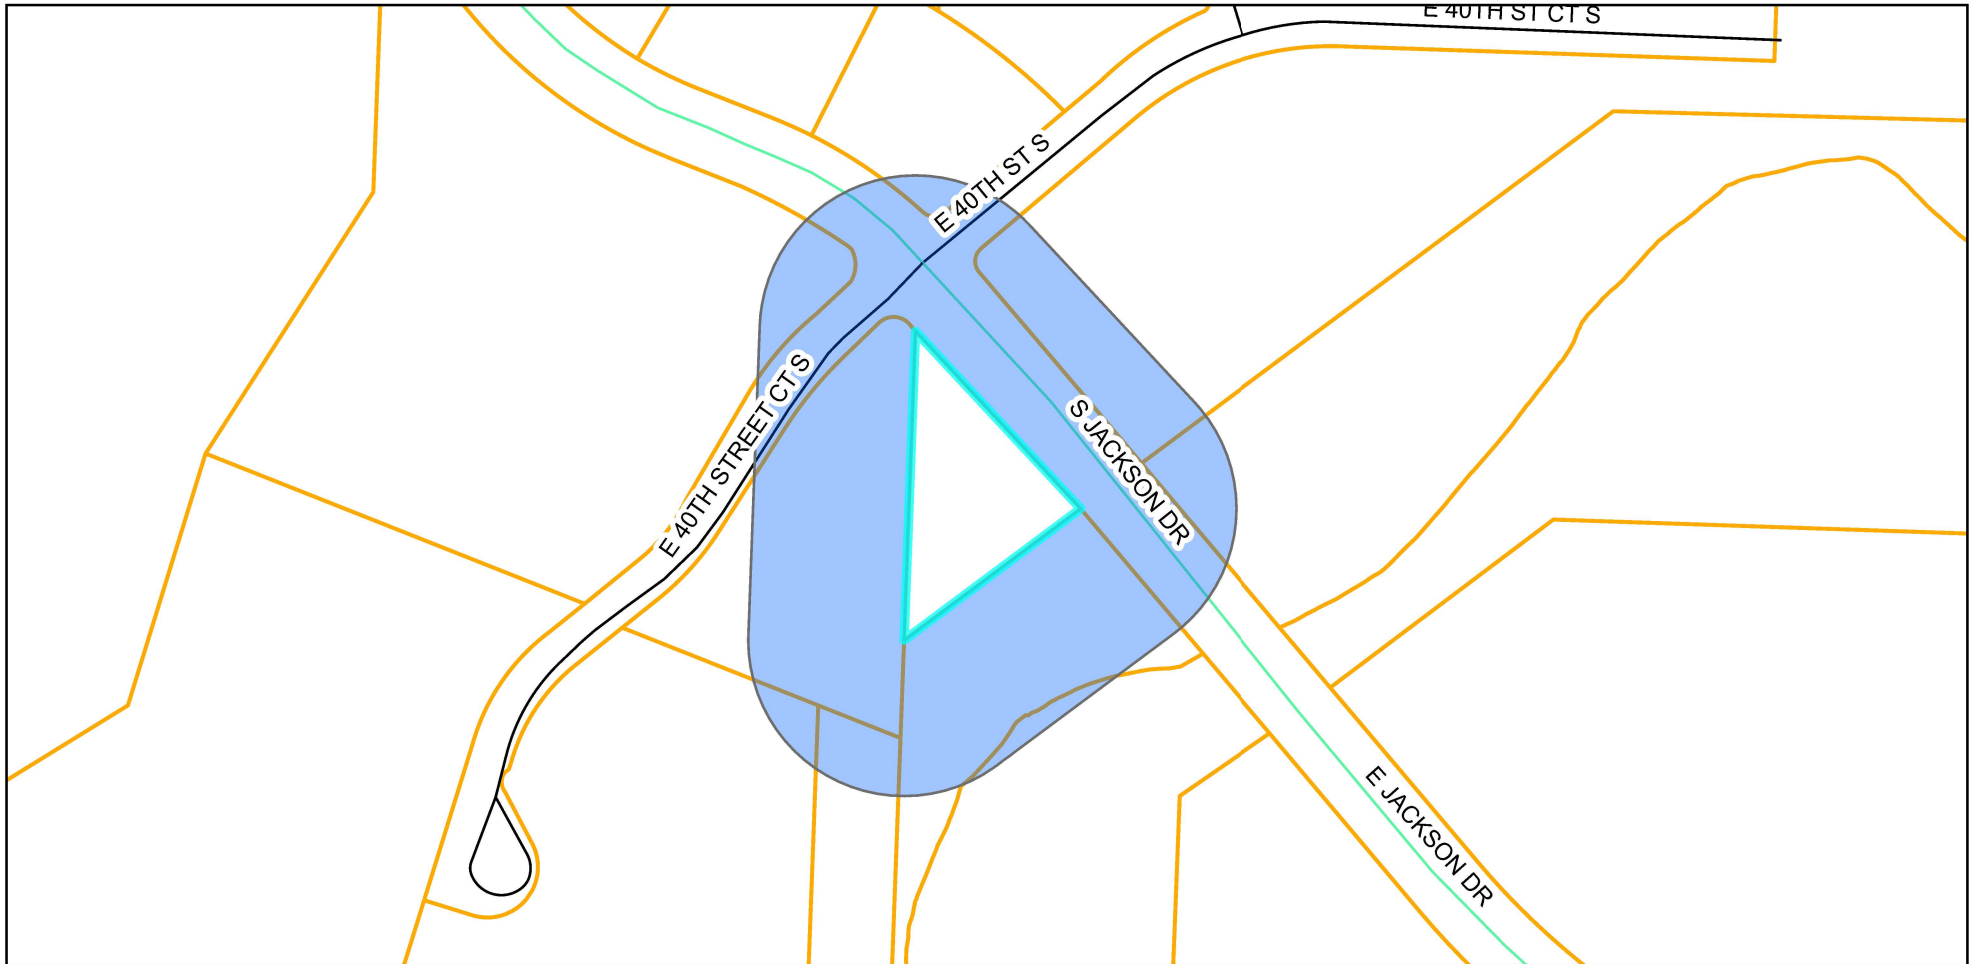 E 40TH ST CT S
E 40TH ST S
E 40TH STREET CT S
S JACKSON DR
E JACKSON DR